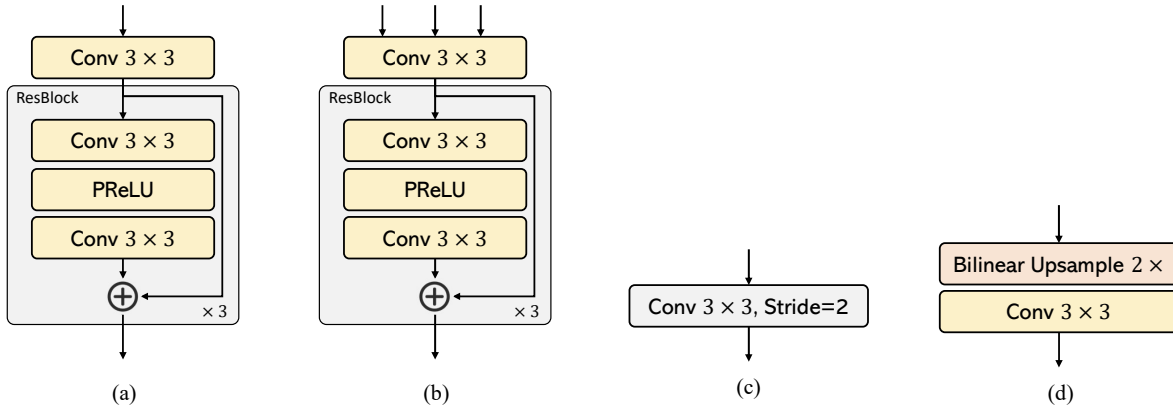 Conv 3 × 3
ResBlock
Conv 3 × 3
PReLU
Conv 3 × 3
× 3
(a)
Conv 3 × 3
ResBlock
Conv 3 × 3
PReLU
Conv 3 × 3
× 3
(b)
Conv 3 × 3, Stride=2
(c)
Bilinear Upsample 2 ×
Conv 3 × 3
(d)